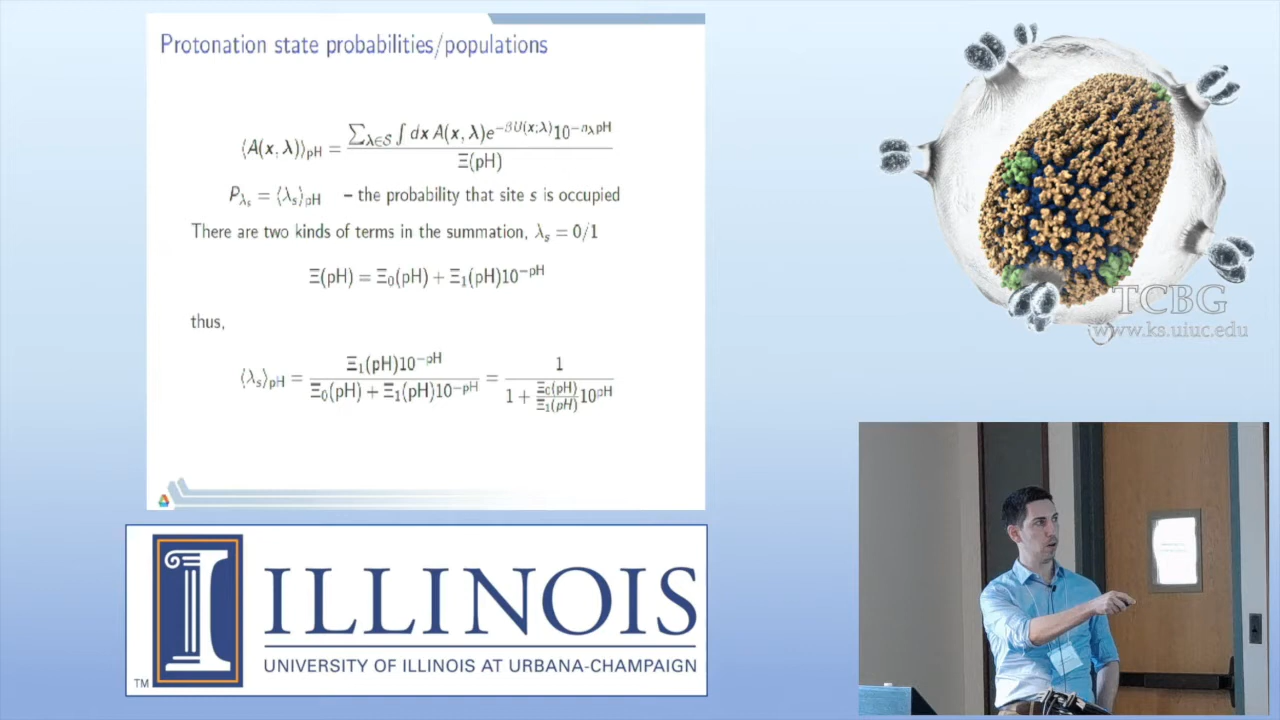 Protonation state probabilities/populations
⟨A(x, λ)⟩pH = ∑λ∈S ∫ dx A(x, λ)e^−βU(x;λ) 10^−nλpH / Ξ(pH)
Pλs = ⟨λs⟩pH – the probability that site s is occupied
There are two kinds of terms in the summation, λs = 0/1
Ξ(pH) = Ξ0(pH) + Ξ1(pH)10^−pH
thus,
⟨λs⟩pH = Ξ1(pH)10^−pH / Ξ0(pH) + Ξ1(pH)10^−pH = 1 / 1 + Ξ0(pH)/Ξ1(pH) 10^pH
TCBG
www.ks.uiuc.edu
ILLINOIS
UNIVERSITY OF ILLINOIS AT URBANA-CHAMPAIGN
TM